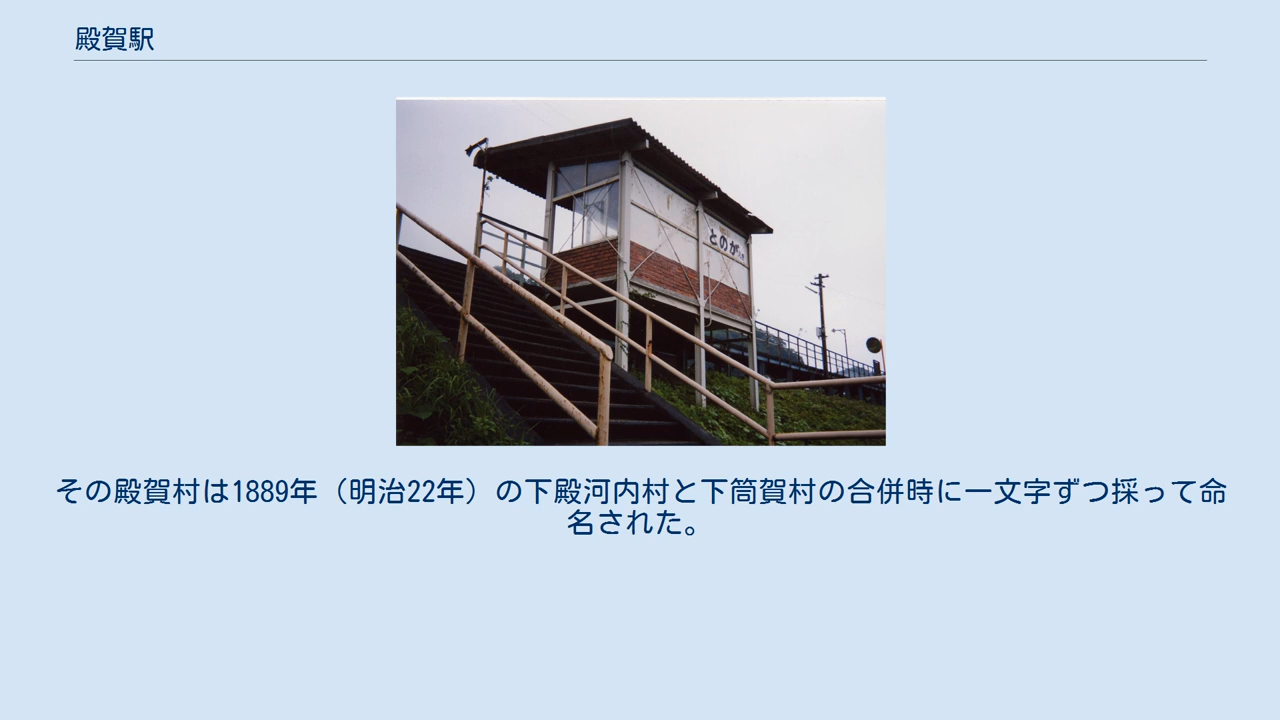 殿賀駅
とのが
その殿賀村は1889年（明治22年）の下殿河内村と下筒賀村の合併時に一文字ずつ採って命
名された。